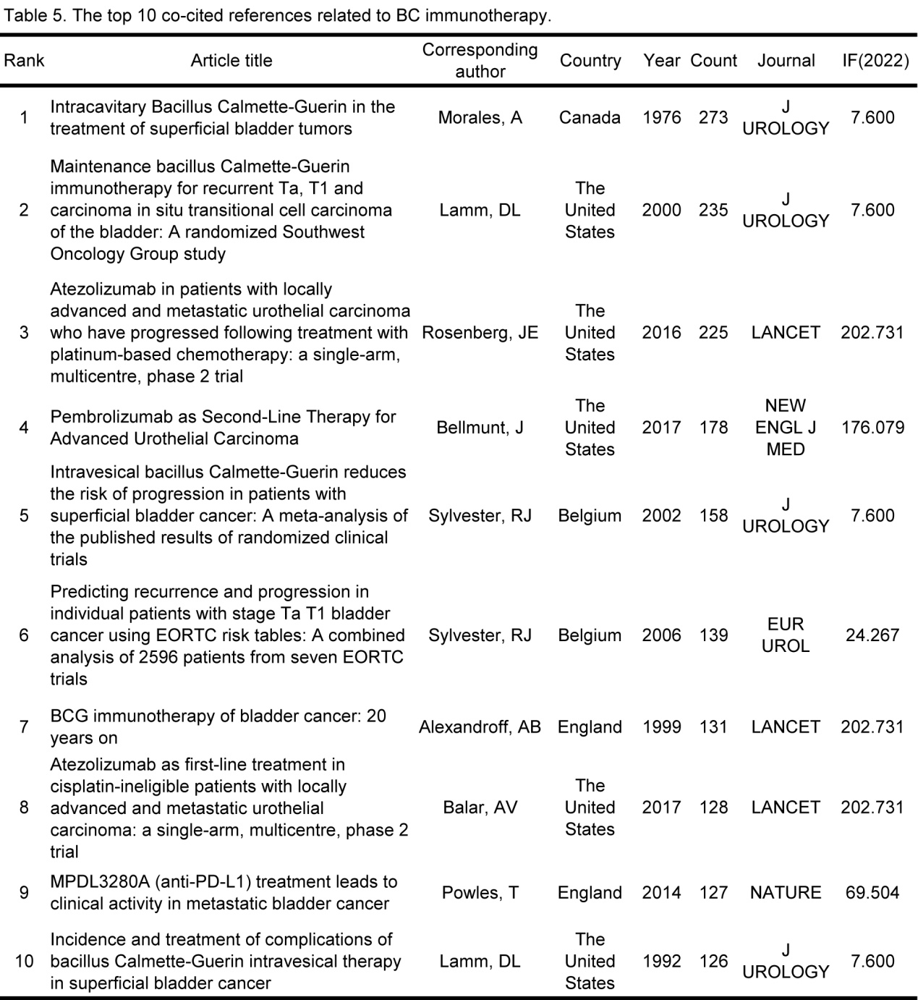 Table 5. The top 10 co-cited references related to BC immunotherapy.
Rank Article title Corresponding author Country Year Count Journal IF(2022)
1 Intracavitary Bacillus Calmette-Guerin in the treatment of superficial bladder tumors Morales, A Canada 1976 273 J UROLOGY 7.600
2 Maintenance bacillus Calmette-Guerin immunotherapy for recurrent Ta, T1 and carcinoma in situ transitional cell carcinoma of the bladder: A randomized Southwest Oncology Group study Lamm, DL The United States 2000 235 J UROLOGY 7.600
3 Atezolizumab in patients with locally advanced and metastatic urothelial carcinoma who have progressed following treatment with platinum-based chemotherapy: a single-arm, multicentre, phase 2 trial Rosenberg, JE The United States 2016 225 LANCET 202.731
4 Pembrolizumab as Second-Line Therapy for Advanced Urothelial Carcinoma Bellmunt, J The United States 2017 178 NEW ENGL J MED 176.079
5 Intravesical bacillus Calmette-Guerin reduces the risk of progression in patients with superficial bladder cancer: A meta-analysis of the published results of randomized clinical trials Sylvester, RJ Belgium 2002 158 J UROLOGY 7.600
6 Predicting recurrence and progression in individual patients with stage Ta T1 bladder cancer using EORTC risk tables: A combined analysis of 2596 patients from seven EORTC trials Sylvester, RJ Belgium 2006 139 EUR UROL 24.267
7 BCG immunotherapy of bladder cancer: 20 years on Alexandroff, AB England 1999 131 LANCET 202.731
8 Atezolizumab as first-line treatment in cisplatin-ineligible patients with locally advanced and metastatic urothelial carcinoma: a single-arm, multicentre, phase 2 trial Balar, AV The United States 2017 128 LANCET 202.731
9 MPDL3280A (anti-PD-L1) treatment leads to clinical activity in metastatic bladder cancer Powles, T England 2014 127 NATURE 69.504
10 Incidence and treatment of complications of bacillus Calmette-Guerin intravesical therapy in superficial bladder cancer Lamm, DL The United States 1992 126 J UROLOGY 7.600